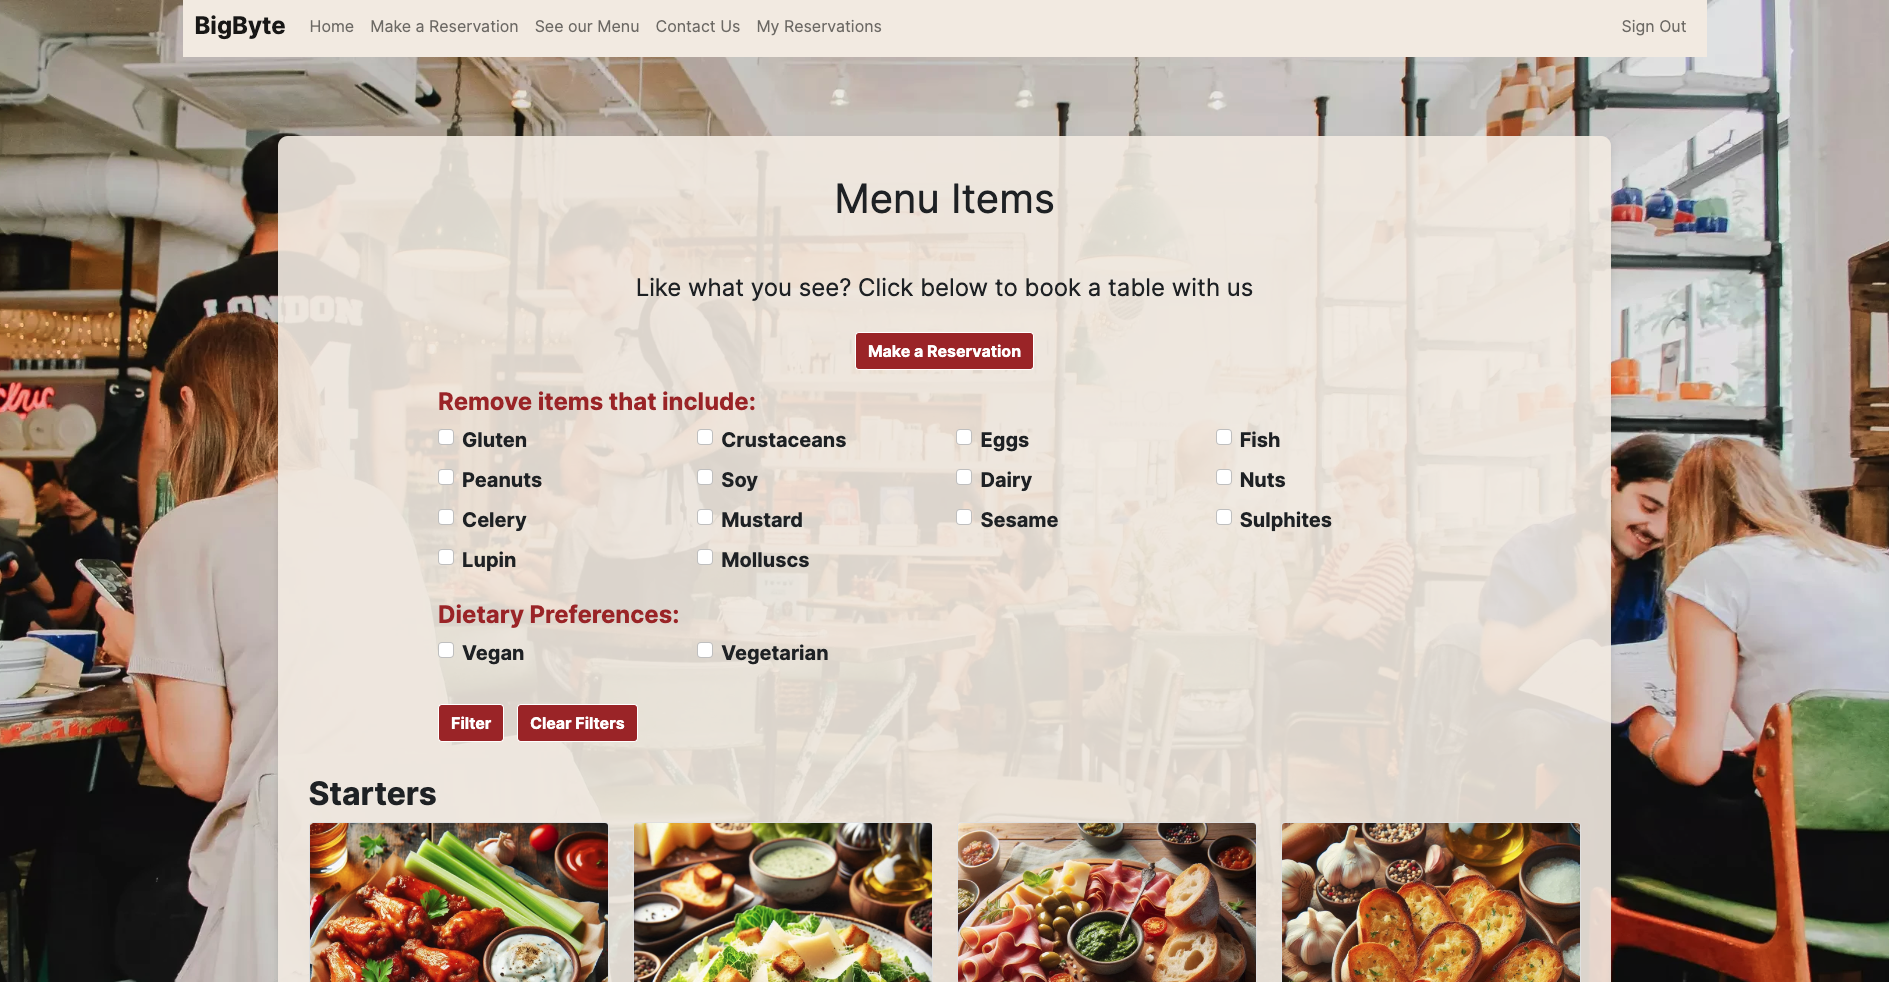 BigByte Home Make a Reservation See our Menu Contact Us My Reservations Sign Out
LONDON
Menu Items
Like what you see? Click below to book a table with us
Make a Reservation
Remove items that include:
Gluten Crustaceans Eggs Fish
Peanuts Soy Dairy Nuts
Celery Mustard Sesame Sulphites
Lupin Molluscs
Dietary Preferences:
Vegan Vegetarian
Filter Clear Filters
Starters